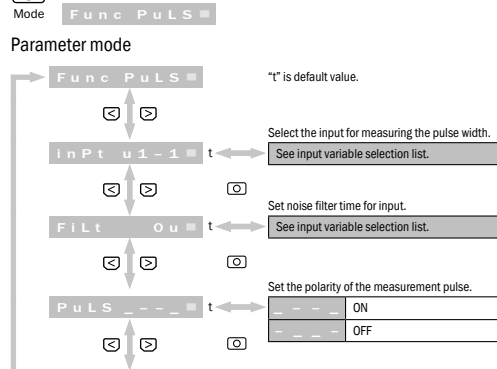 Mode Func PuLS
Parameter mode
Func PuLS
"t" is default value.
Select the input for measuring the pulse width.
inPt u1-1 t See input variable selection list.
Set noise filter time for input.
FiLt 0u t See input variable selection list.
Set the polarity of the measurement pulse.
PuLS _--_ t _ - - _ ON
- _ _ - OFF